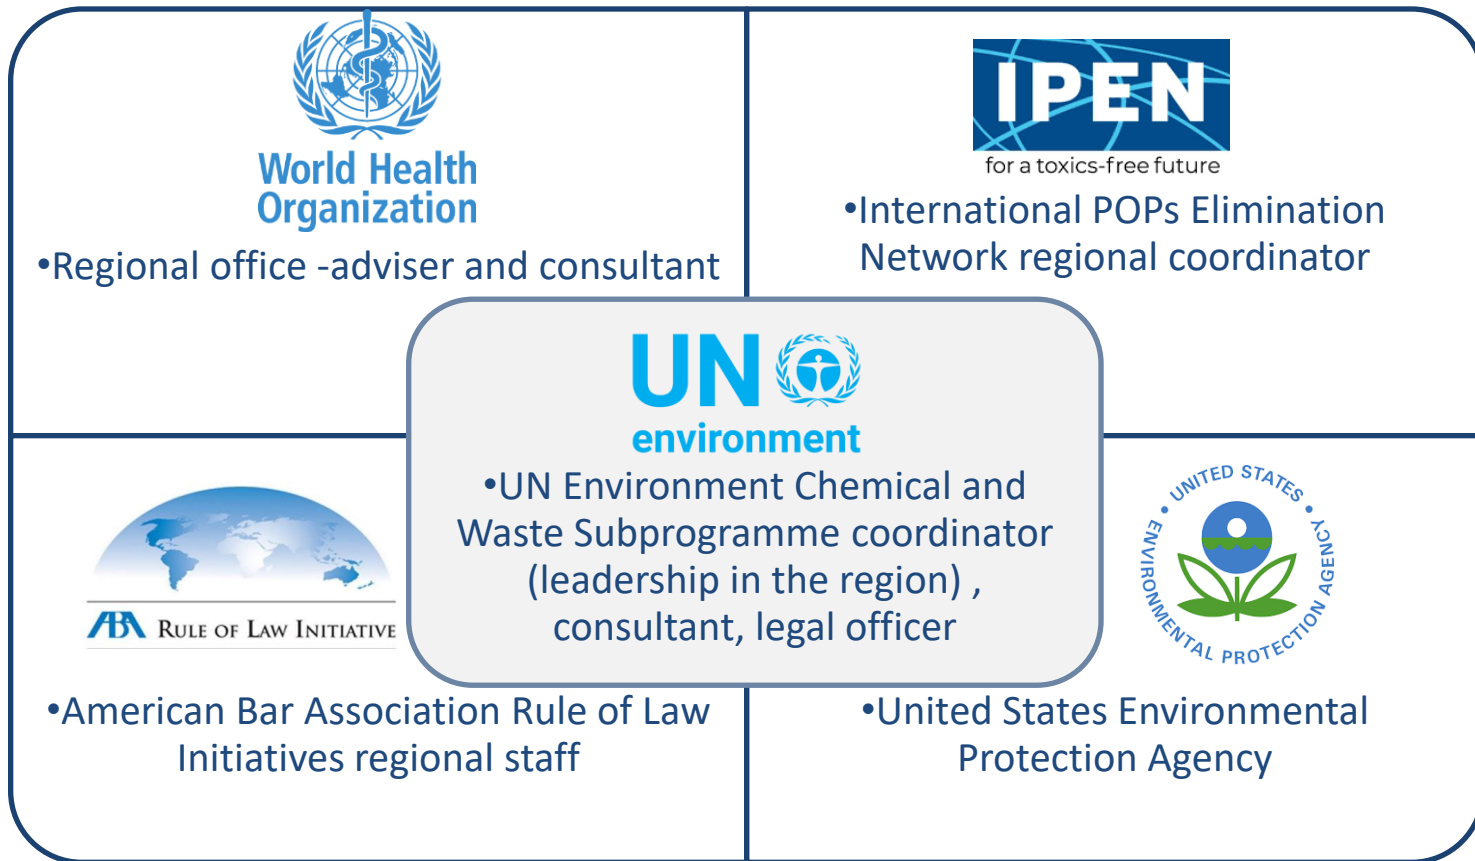 World Health
Organization
•Regional office -adviser and consultant
IPEN
for a toxics-free future
•International POPs Elimination
Network regional coordinator
UN
environment
•UN Environment Chemical and
Waste Subprogramme coordinator
(leadership in the region) ,
consultant, legal officer
ABA RULE OF LAW INITIATIVE
•American Bar Association Rule of Law
Initiatives regional staff
UNITED STATES • ENVIRONMENTAL PROTECTION AGENCY •
•United States Environmental
Protection Agency